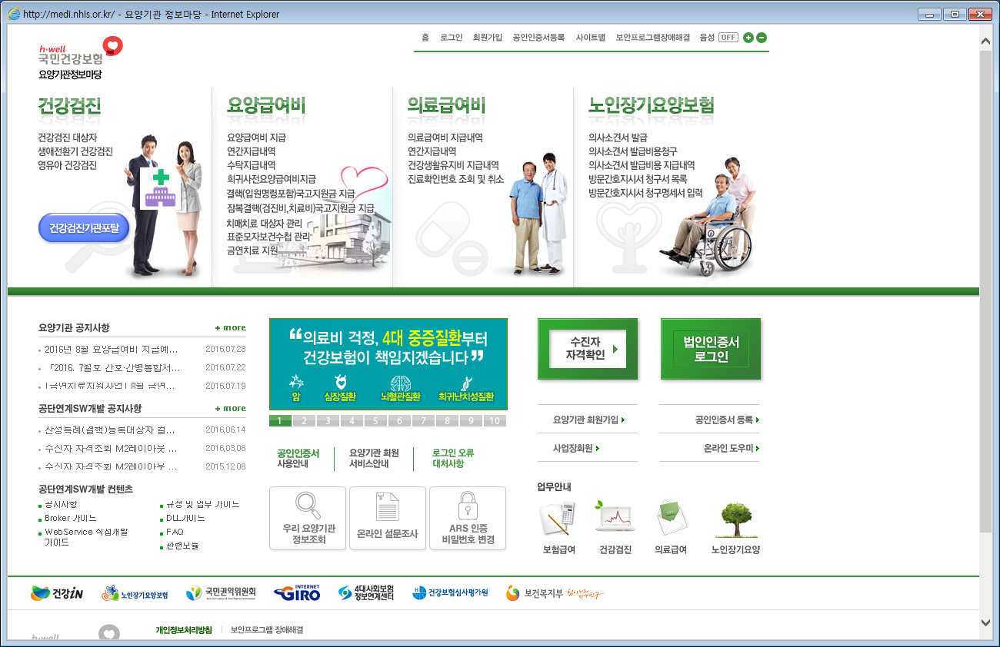 http://medi.nhis.or.kr/ - 요양기관 정보마당 - Internet Explorer
홈 로그인 회원가입 공인인증서등록 사이트맵 보안프로그램장애해결 음성 OFF
h·well
국민건강보험
요양기관정보마당
건강검진
건강검진 대상자
생애전환기 건강검진
영유아 건강검진
건강검진기관포탈
요양급여비
요양급여비 지급
연간지급내역
수탁지급내역
희귀사전요양급여비지급
결핵(입원명령포함)국고지원금 지급
잠복결핵(검진비,치료비)국고지원금 지급
치매치료 대상자 관리
표준모자보건수첩 관리
금연치료 지원
의료급여비
의료급여비 지급내역
연간지급내역
건강생활유지비 지급내역
진료확인번호 조회 및 취소
노인장기요양보험
의사소견서 발급
의사소견서 발급비용청구
의사소견서 발급비용 지급내역
방문간호지시서 청구서 목록
방문간호지시서 청구명세서 입력
요양기관 공지사항 + more
2016년 8월 요양급여비 지급예... 2016.07.28
「2016. 7월호 간호·간병통합서... 2016.07.22
[금연치료지원사업] 8월 금연... 2016.07.19
공단연계SW개발 공지사항 + more
산정특례(결핵)등록대상자 결... 2016.06.14
수진자 자격조회 M2레이아웃 ... 2016.03.08
수진자 자격조회 M2레이아웃 ... 2015.12.08
공단연계SW개발 컨텐츠
공지사항
Broker 가이드
WebService 직접개발
가이드
규정 및 업무 가이드
DLL가이드
FAQ
관련모듈
“의료비 걱정, 4대 중증질환부터
건강보험이 책임지겠습니다”
암 심장질환 뇌혈관질환 희귀난치성질환
1 2 3 4 5 6 7 8 9 10
공인인증서
사용안내
요양기관 회원
서비스안내
로그인 오류
대처사항
우리 요양기관
정보조회
온라인 설문조사
ARS 인증
비밀번호 변경
수진자
자격확인
법인인증서
로그인
요양기관 회원가입
공인인증서 등록
사업장회원
온라인 도우미
업무안내
보험급여 건감검진 의료급여 노인장기요양
건강iN
노인장기요양보험
국민권익위원회
INTERNET
GIRO
4대사회보험
정보연계센터
건강보험심사평가원
보건복지부
h·well
개인정보처리방침 보안프로그램 장애해결